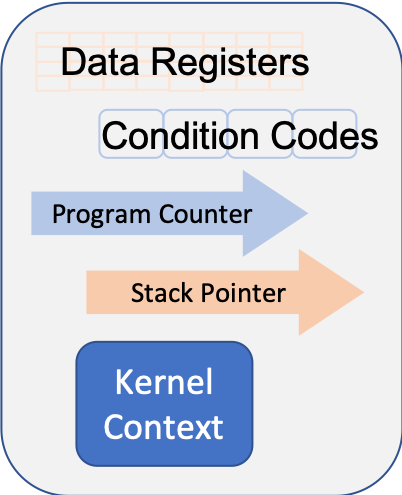 Data Registers
Condition Codes
Program Counter
Stack Pointer
Kernel
Context